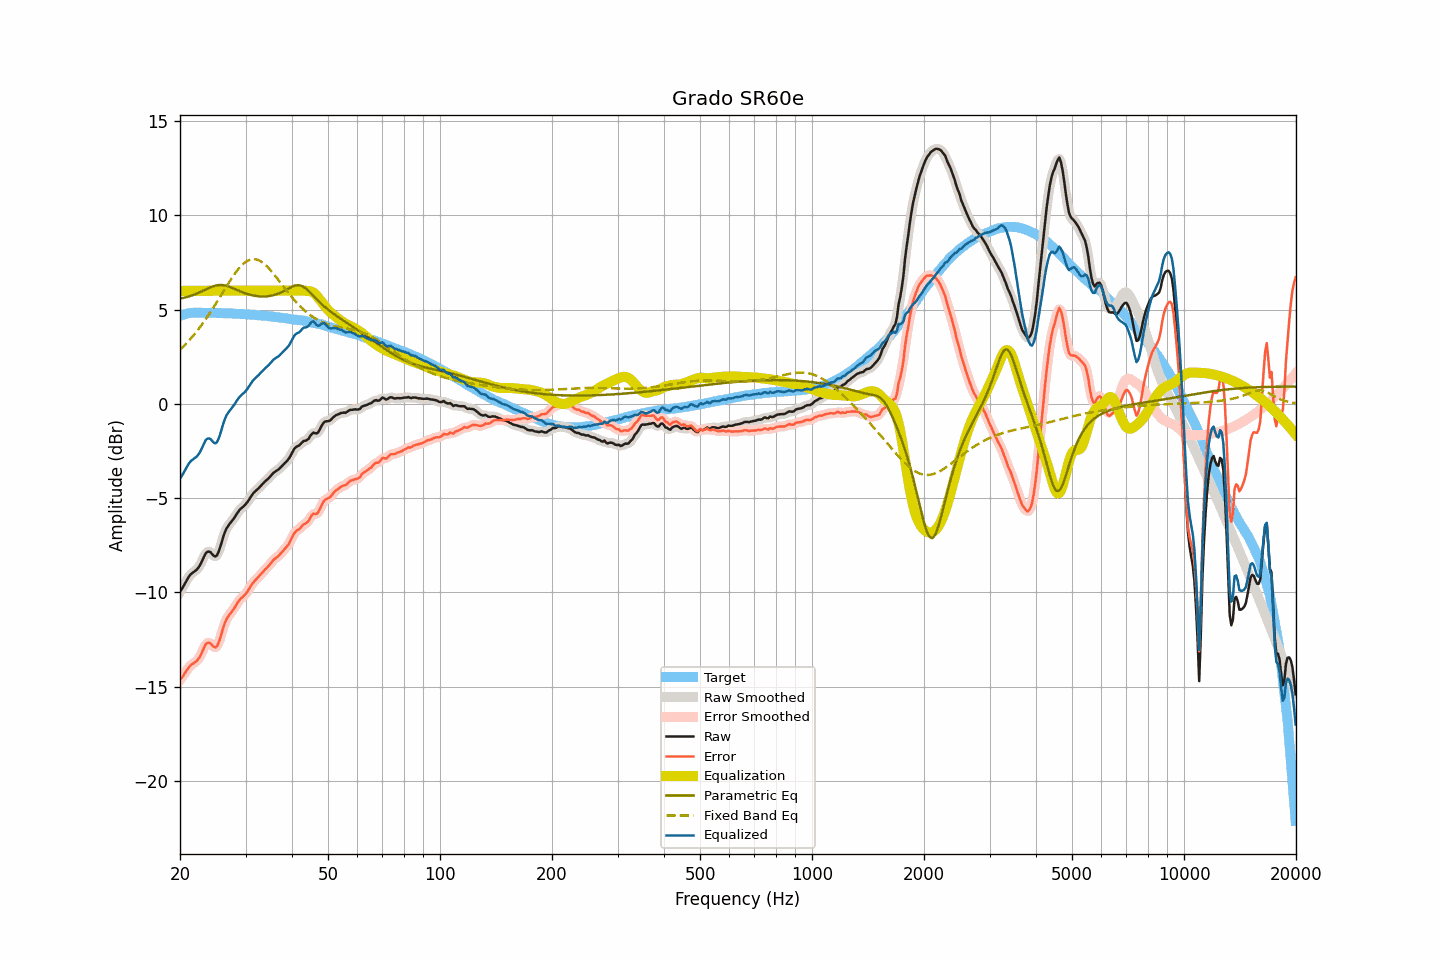 Grado SR60e
15
10
5
0
−5
−10
−15
−20
Amplitude (dBr)
Target
Raw Smoothed
Error Smoothed
Raw
Error
Equalization
Parametric Eq
Fixed Band Eq
Equalized
20 50 100 200 500 1000 2000 5000 10000 20000
Frequency (Hz)